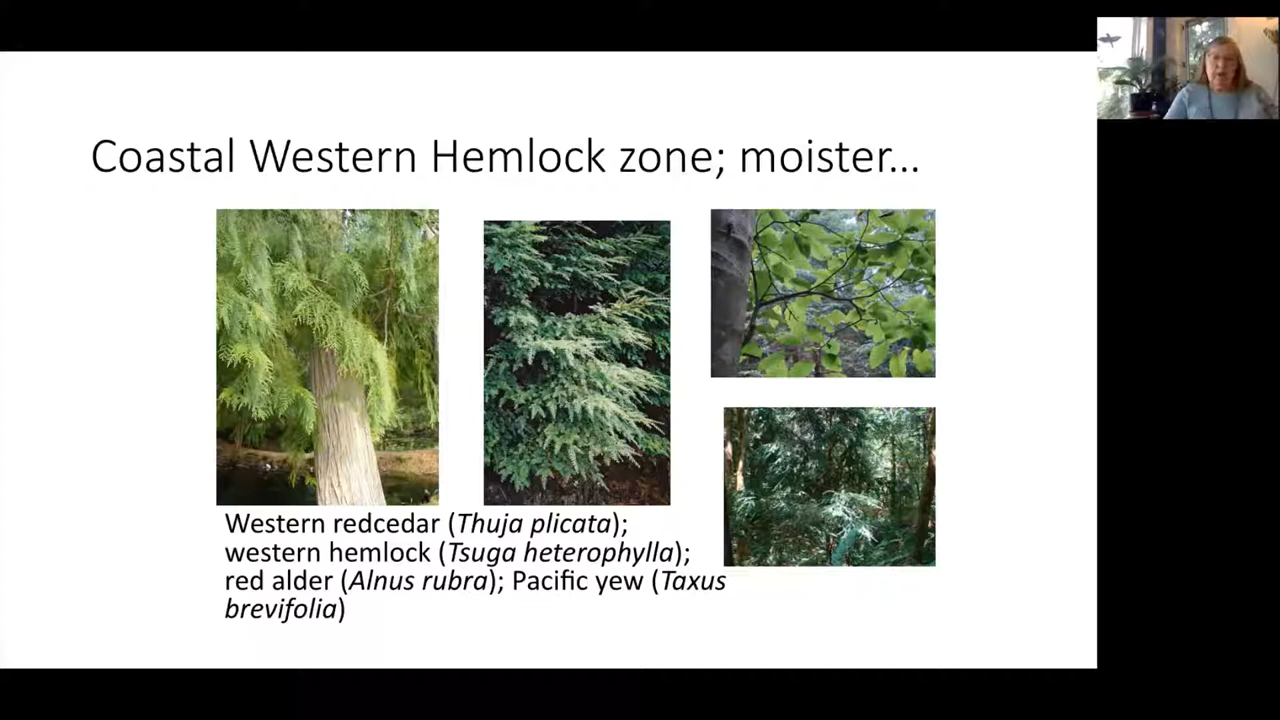 Coastal Western Hemlock zone; moister...
Western redcedar (Thuja plicata);
western hemlock (Tsuga heterophylla);
red alder (Alnus rubra); Pacific yew (Taxus
brevifolia)